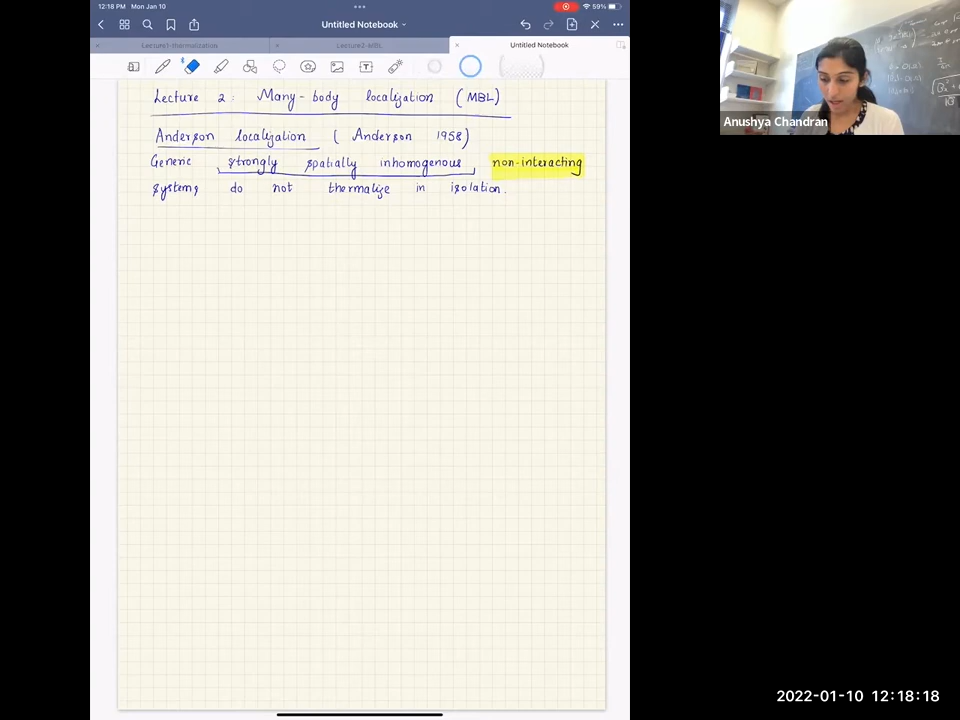 12:18 PM Mon Jan 10
59%
Untitled Notebook
Lecture1-thermalization
Lecture2-MBL
Untitled Notebook
Lecture 2: Many-body localization (MBL)
Anderson localization (Anderson 1958)
Generic strongly spatially inhomogenous non-interacting
systems do not thermalize in isolation.
Anushya Chandran
2022-01-10 12:18:18